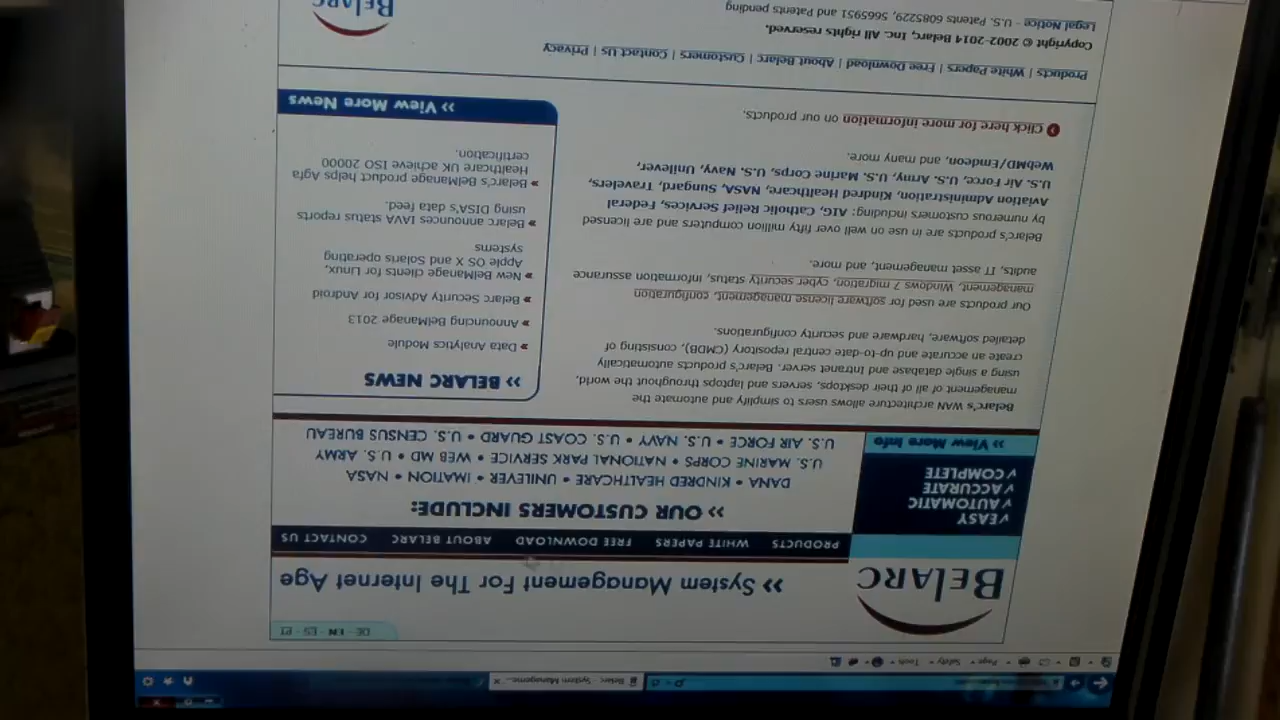 Belarc - System Manageme...
Page
Safety
Tools
DE · EN · ES · PT
BELARC
>> System Management For The Internet Age
PRODUCTS WHITE PAPERS FREE DOWNLOAD ABOUT BELARC CONTACT US
√ EASY
√ AUTOMATIC
√ ACCURATE
√ COMPLETE
>> View More Info
>> OUR CUSTOMERS INCLUDE:
DANA • KINDRED HEALTHCARE • UNILEVER • IMATION • NASA
U.S. MARINE CORPS • NATIONAL PARK SERVICE • WEB MD • U.S. ARMY
U.S. AIR FORCE • U.S. NAVY • U.S. COAST GUARD • U.S. CENSUS BUREAU
Belarc's WAN architecture allows users to simplify and automate the
management of all of their desktops, servers and laptops throughout the world,
using a single database and Intranet server. Belarc's products automatically
create an accurate and up-to-date central repository (CMDB), consisting of
detailed software, hardware and security configurations.
Our products are used for software license management, configuration
management, Windows 7 migration, cyber security status, information assurance
audits, IT asset management, and more.
Belarc's products are in use on well over fifty million computers and are licensed
by numerous customers including: AIG, Catholic Relief Services, Federal
Aviation Administration, Kindred Healthcare, NASA, Sungard, Travelers,
U.S. Air Force, U.S. Army, U.S. Marine Corps, U.S. Navy, Unilever,
WebMD/Emdeon, and many more.
Click here for more information on our products.
>> BELARC NEWS
» Data Analytics Module
» Announcing BelManage 2013
» Belarc Security Advisor for Android
» New BelManage clients for Linux,
Apple OS X and Solaris operating
systems
» Belarc announces IAVA status reports
using DISA's data feed.
» Belarc's BelManage product helps Agfa
Healthcare UK achieve ISO 20000
certification.
>> View More News
Products | White Papers | Free Download | About Belarc | Customers | Contact Us | Privacy
Copyright © 2002-2014 Belarc, Inc. All rights reserved.
Legal Notice - U.S. Patents 6085229, 5665951 and Patents pending
BELARC